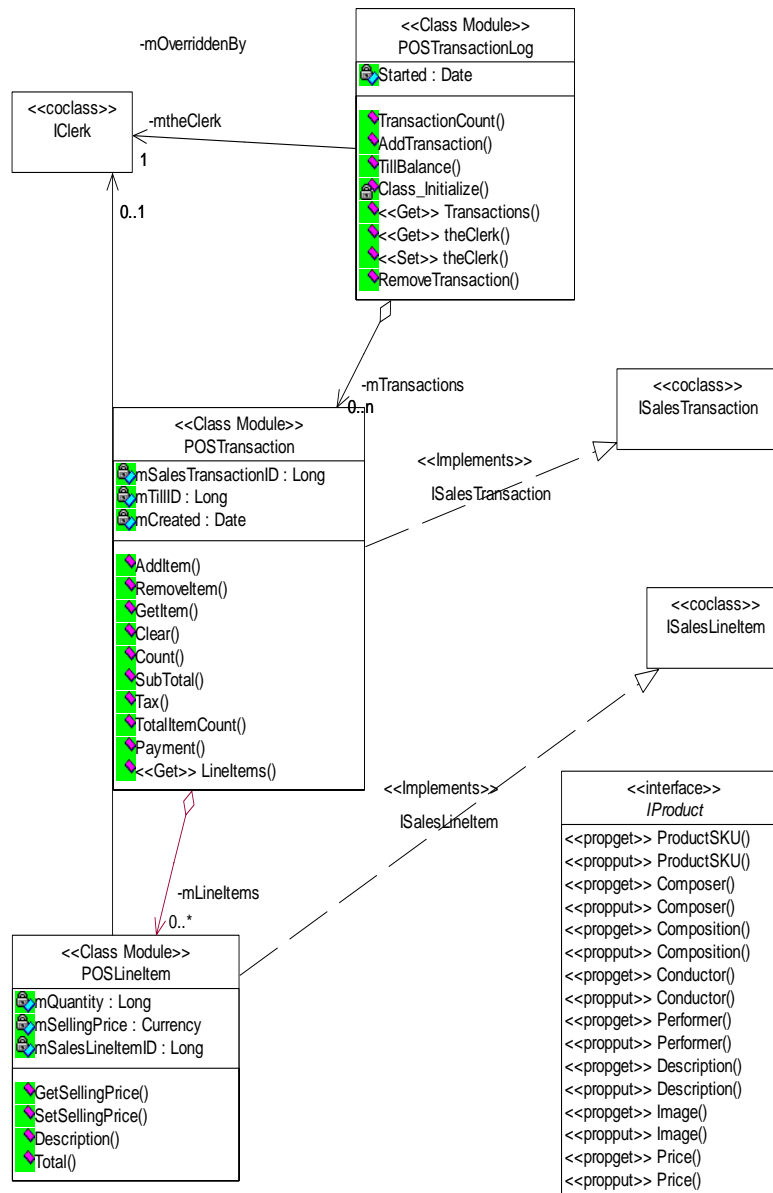 -mOverriddenBy
<<Class Module>>
POSTransactionLog
Started : Date
TransactionCount()
AddTransaction()
TillBalance()
Class_Initialize()
<<Get>> Transactions()
<<Get>> theClerk()
<<Set>> theClerk()
RemoveTransaction()
<<coclass>>
IClerk
-mtheClerk
1
0..1
-mTransactions
0..n
<<Class Module>>
POSTransaction
mSalesTransactionID : Long
mTillID : Long
mCreated : Date
AddItem()
RemoveItem()
GetItem()
Clear()
Count()
SubTotal()
Tax()
TotalItemCount()
Payment()
<<Get>> LineItems()
<<coclass>>
ISalesTransaction
<<Implements>>
ISalesTransaction
<<coclass>>
ISalesLineItem
<<Implements>>
ISalesLineItem
-mLineItems
0..*
<<Class Module>>
POSLineItem
mQuantity : Long
mSellingPrice : Currency
mSalesLineItemID : Long
GetSellingPrice()
SetSellingPrice()
Description()
Total()
<<interface>>
IProduct
<<propget>> ProductSKU()
<<propput>> ProductSKU()
<<propget>> Composer()
<<propput>> Composer()
<<propget>> Composition()
<<propput>> Composition()
<<propget>> Conductor()
<<propput>> Conductor()
<<propget>> Performer()
<<propput>> Performer()
<<propget>> Description()
<<propput>> Description()
<<propget>> Image()
<<propput>> Image()
<<propget>> Price()
<<propput>> Price()